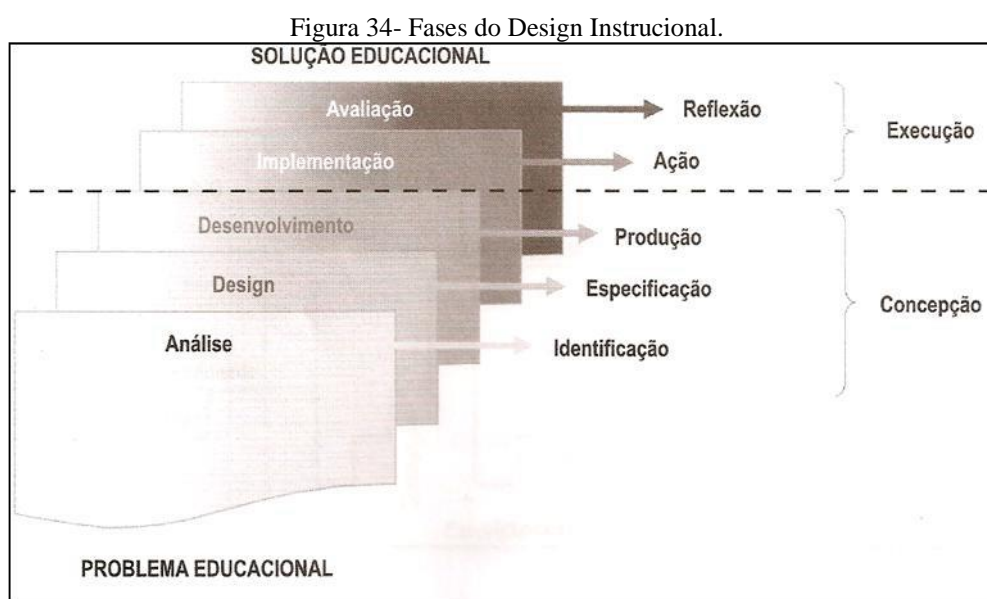 Figura 34- Fases do Design Instrucional.
SOLUÇÃO EDUCACIONAL
Avaliação
Reflexão
Execução
Implementação
Ação
Desenvolvimento
Produção
Design
Especificação
Concepção
Análise
Identificação
PROBLEMA EDUCACIONAL